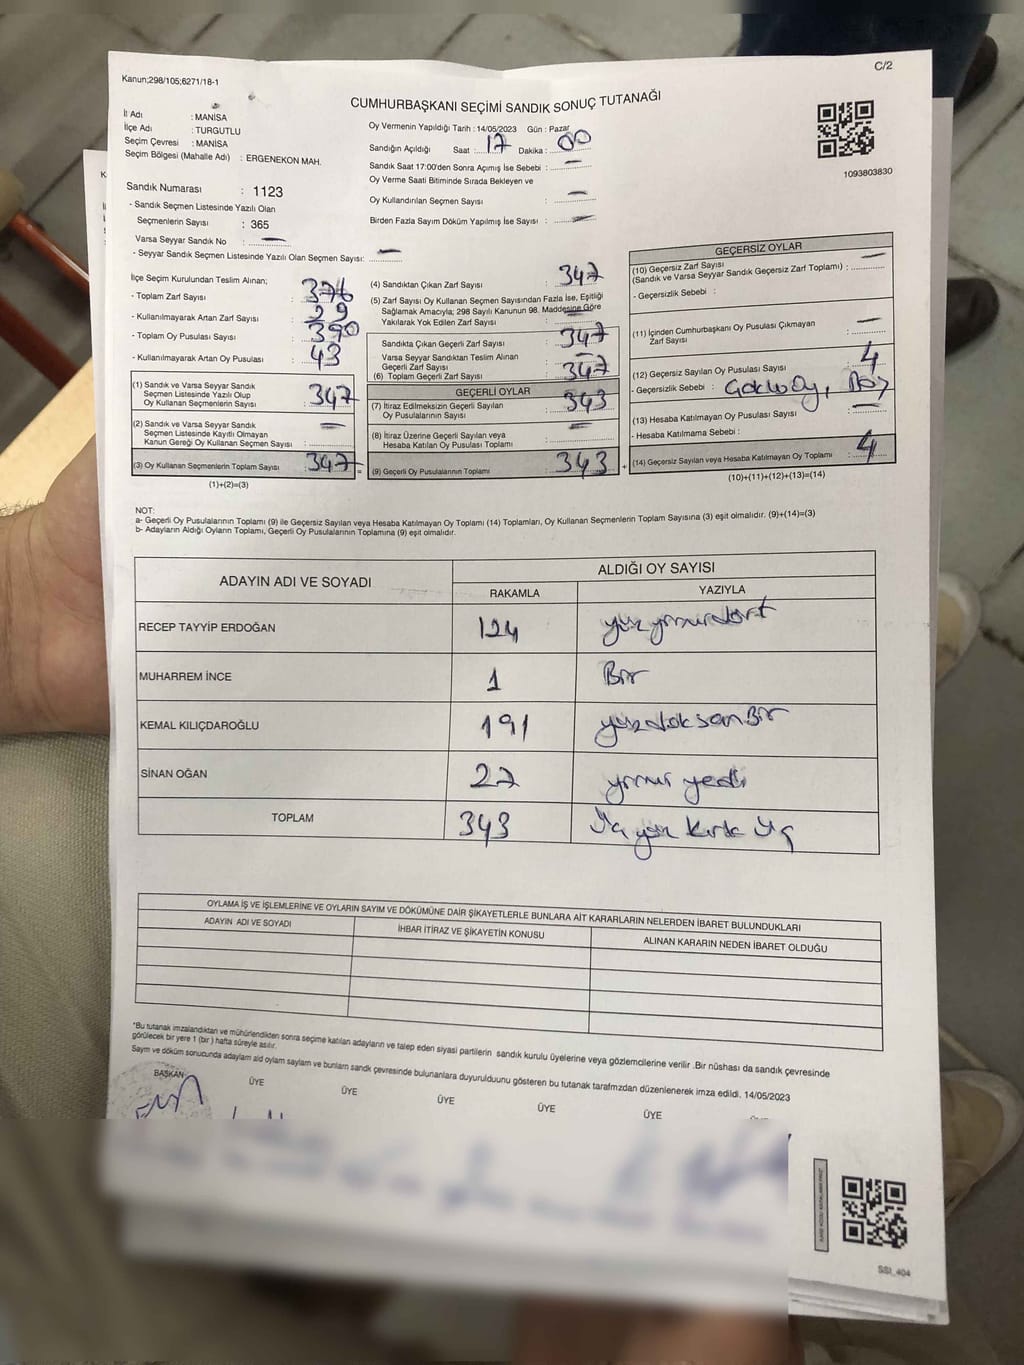 Kanun;298/105;6271/18-1
C/2
CUMHURBAŞKANI SEÇİMİ SANDIK SONUÇ TUTANAĞI
İl Adı : MANİSA
İlçe Adı : TURGUTLU
Seçim Çevresi : MANİSA
Seçim Bölgesi (Mahalle Adı) : ERGENEKON MAH.
Sandık Numarası : 1123
- Sandık Seçmen Listesinde Yazılı Olan
Seçmenlerin Sayısı : 365
Varsa Seyyar Sandık No : —
- Seyyar Sandık Seçmen Listesinde Yazılı Olan Seçmen Sayısı: —
Oy Vermenin Yapıldığı Tarih : 14/05/2023 Gün : Pazar
Sandığın Açıldığı Saat : 17 Dakika : 00
Sandık Saat 17:00'den Sonra Açımış İse Sebebi : —
Oy Verme Saati Bitiminde Sırada Bekleyen ve
Oy Kullandırılan Seçmen Sayısı : —
Birden Fazla Sayım Döküm Yapılmış İse Sayısı : —
1093803830
İlçe Seçim Kurulundan Teslim Alınan;
- Toplam Zarf Sayısı : 376
- Kullanılmayarak Artan Zarf Sayısı : 29
- Toplam Oy Pusulası Sayısı : 390
- Kullanılmayarak Artan Oy Pusulası : 43
(1) Sandık ve Varsa Seyyar Sandık
Seçmen Listesinde Yazılı Olup
Oy Kullanan Seçmenlerin Sayısı : 347
(2) Sandık ve Varsa Seyyar Sandık
Seçmen Listesinde Kayıtlı Olmayan
Kanun Gereği Oy Kullanan Seçmen Sayısı : —
(3) Oy Kullanan Seçmenlerin Toplam Sayısı : 347 =
(1)+(2)=(3)
(4) Sandıktan Çıkan Zarf Sayısı : 347
(5) Zarf Sayısı Oy Kullanan Seçmen Sayısından Fazla İse, Eşitliği
Sağlamak Amacıyla; 298 Sayılı Kanunun 98. Maddesine Göre
Yakılarak Yok Edilen Zarf Sayısı : —
Sandıkta Çıkan Geçerli Zarf Sayısı : 347
Varsa Seyyar Sandıktan Teslim Alınan
Geçerli Zarf Sayısı : —
(6) Toplam Geçerli Zarf Sayısı : 347
GEÇERLİ OYLAR
(7) İtiraz Edilmeksizin Geçerli Sayılan
Oy Pusulalarının Sayısı : 343
(8) İtiraz Üzerine Geçerli Sayılan veya
Hesaba Katılan Oy Pusulası Toplamı : —
(9) Geçerli Oy Pusulalarının Toplamı : 343 +
GEÇERSİZ OYLAR
(10) Geçersiz Zarf Sayısı
(Sandık ve Varsa Seyyar Sandık Geçersiz Zarf Toplamı) : —
- Geçersizlik Sebebi :
(11) İçinden Cumhurbaşkanı Oy Pusulası Çıkmayan
Zarf Sayısı : —
(12) Geçersiz Sayılan Oy Pusulası Sayısı : 4
- Geçersizlik Sebebi :
(13) Hesaba Katılmayan Oy Pusulası Sayısı : —
- Hesaba Katılmama Sebebi :
(14) Geçersiz Sayılan veya Hesaba Katılmayan Oy Toplamı : 4
(10)+(11)+(12)+(13)=(14)
NOT:
a- Geçerli Oy Pusulalarının Toplamı (9) ile Geçersiz Sayılan veya Hesaba Katılmayan Oy Toplamı (14) Toplamları, Oy Kullanan Seçmenlerin Toplam Sayısına (3) eşit olmalıdır. (9)+(14)=(3)
b- Adayların Aldığı Oyların Toplamı, Geçerli Oy Pusulalarının Toplamına (9) eşit olmalıdır.
ADAYIN ADI VE SOYADI ALDIĞI OY SAYISI
RAKAMLA YAZIYLA
RECEP TAYYİP ERDOĞAN 124 yüzyirmidört
MUHARREM İNCE 1 Bir
KEMAL KILIÇDAROĞLU 191 yüzdoksanBir
SİNAN OĞAN 27 yirmi yedi
TOPLAM 343 Üç yüz kırk Üç
OYLAMA İŞ VE İŞLEMLERİNE VE OYLARIN SAYIM VE DÖKÜMÜNE DAİR ŞİKAYETLERLE BUNLARA AİT KARARLARIN NELERDEN İBARET BULUNDUKLARI
ADAYIN ADI VE SOYADI İHBAR İTİRAZ VE ŞİKAYETİN KONUSU ALINAN KARARIN NEDEN İBARET OLDUĞU
*Bu tutanak imzalandıktan ve mühürlendikten sonra seçime katılan adayların ve talep eden siyasi partilerin sandık kurulu üyelerine veya gözlemcilerine verilir .Bir nüshası da sandık çevresinde
görülecek bir yere 1 (bir ) hafta süreyle asılır.
Sayım ve döküm sonucunda adayların aid oyların sayıların ve bunların sandık çevresinde bulunanlara duyurulduunu gösteren bu tutanak tarafımzdan düzenlenerek imza edildi. 14/05/2023
BAŞKAN ÜYE ÜYE ÜYE ÜYE ÜYE
SSI_404